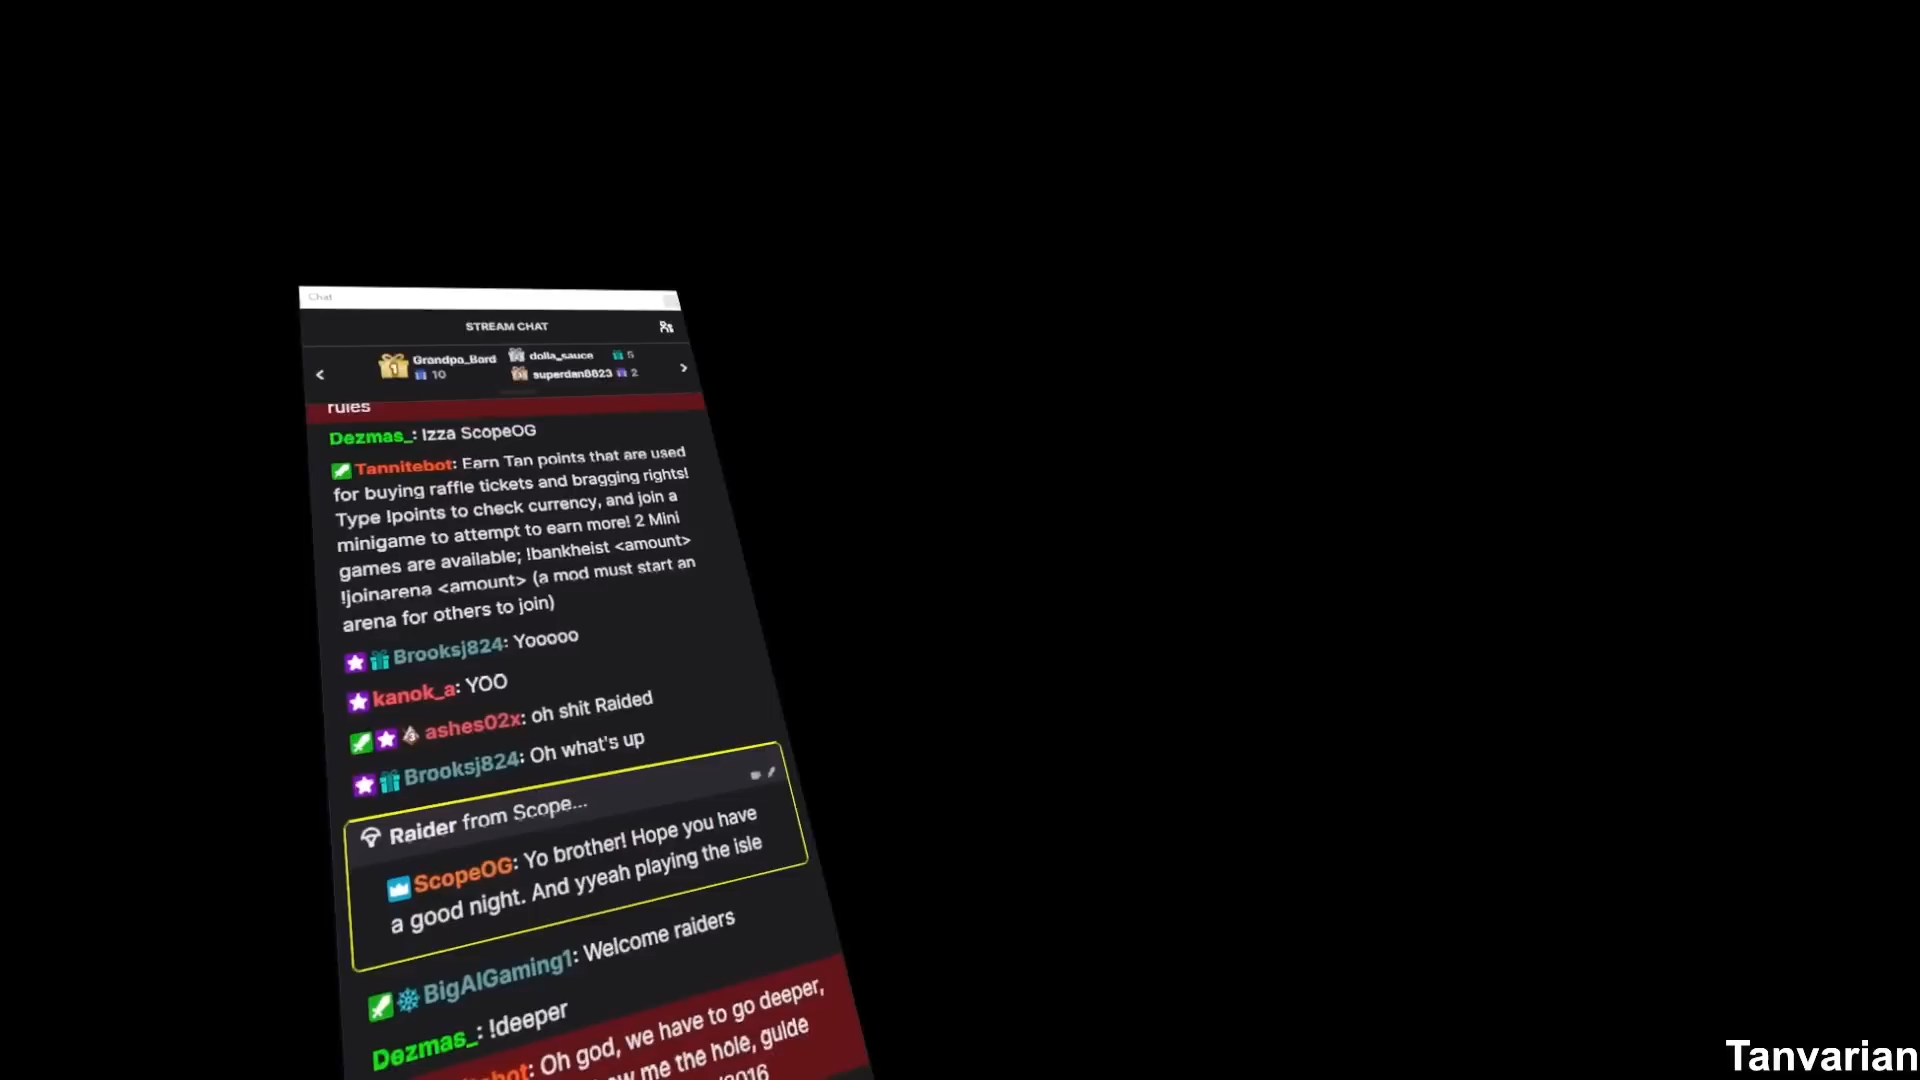 Chat
STREAM CHAT
Grandpa_Bard
10
dolla_sauce 5
superdan8823 2
rules
Dezmas_: Izza ScopeOG
Tannitebot: Earn Tan points that are used
for buying raffle tickets and bragging rights!
Type !points to check currency, and join a
minigame to attempt to earn more! 2 Mini
games are available; !bankheist <amount>
!joinarena <amount> (a mod must start an
arena for others to join)
Brooksj824: Yooooo
kanok_a: YOO
ashes02x: oh shit Raided
Brooksj824: Oh what's up
Raider from Scope...
ScopeOG: Yo brother! Hope you have
a good night. And yyeah playing the isle
BigAlGaming1: Welcome raiders
Dezmas_: !deeper
Oh god, we have to go deeper,
me the hole, guide
Tanvarian